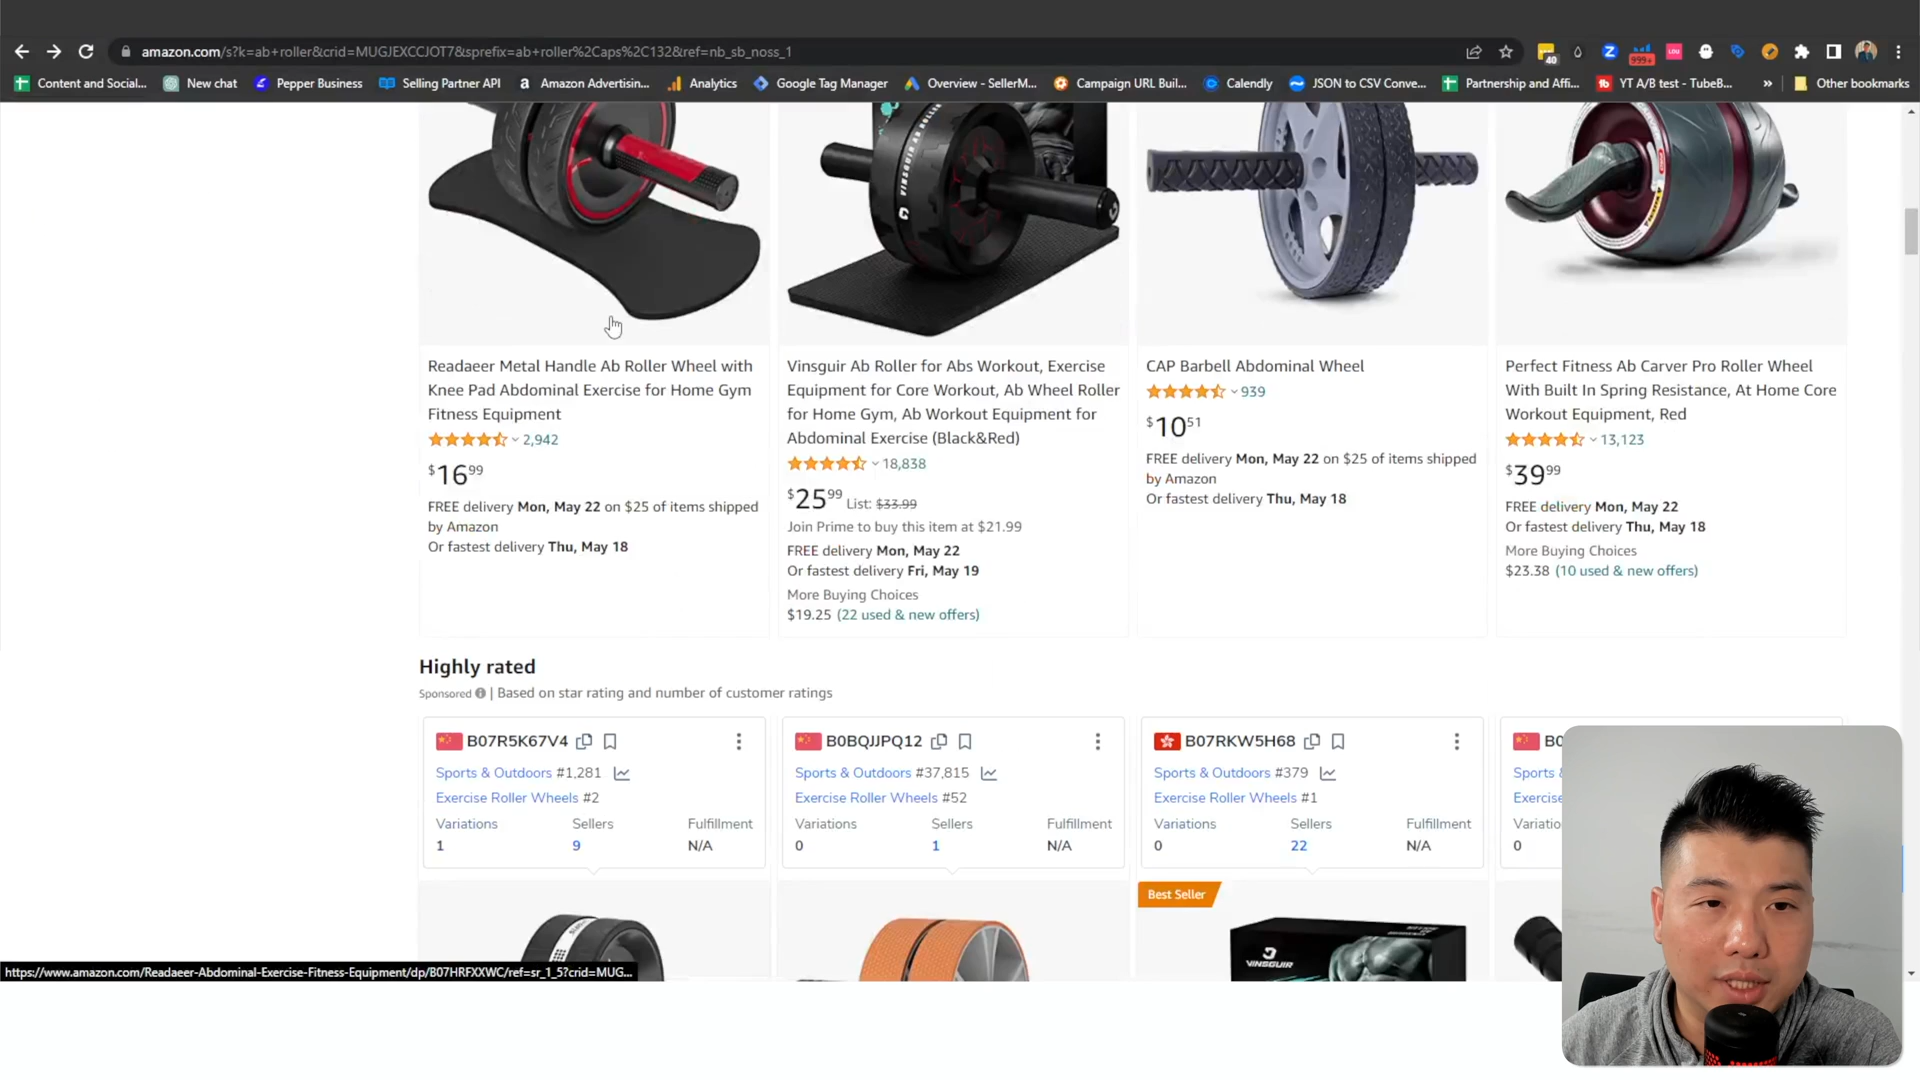 amazon.com/s?k=ab+roller&crid=MUGJEXCCJOT7&sprefix=ab+roller%2Caps%2C132&ref=nb_sb_noss_1
40
999+
Content and Social... New chat Pepper Business Selling Partner API Amazon Advertisin... Analytics Google Tag Manager Overview - SellerM... Campaign URL Buil... Calendly JSON to CSV Conve... Partnership and Affi... YT A/B test - TubeB... » Other bookmarks
VINSGUIR AB ROLLER
Readaeer Metal Handle Ab Roller Wheel with
Knee Pad Abdominal Exercise for Home Gym
Fitness Equipment
2,942
$16 99
FREE delivery Mon, May 22 on $25 of items shipped
by Amazon
Or fastest delivery Thu, May 18
Vinsguir Ab Roller for Abs Workout, Exercise
Equipment for Core Workout, Ab Wheel Roller
for Home Gym, Ab Workout Equipment for
Abdominal Exercise (Black&Red)
18,838
$25 99 List: $33.99
Join Prime to buy this item at $21.99
FREE delivery Mon, May 22
Or fastest delivery Fri, May 19
More Buying Choices
$19.25 (22 used & new offers)
CAP Barbell Abdominal Wheel
939
$10 51
FREE delivery Mon, May 22 on $25 of items shipped
by Amazon
Or fastest delivery Thu, May 18
Perfect Fitness Ab Carver Pro Roller Wheel
With Built In Spring Resistance, At Home Core
Workout Equipment, Red
13,123
$39 99
FREE delivery Mon, May 22
Or fastest delivery Thu, May 18
More Buying Choices
$23.38 (10 used & new offers)
Highly rated
Sponsored | Based on star rating and number of customer ratings
B07R5K67V4
Sports & Outdoors #1,281
Exercise Roller Wheels #2
Variations Sellers Fulfillment
1 9 N/A
B0BQJJPQ12
Sports & Outdoors #37,815
Exercise Roller Wheels #52
Variations Sellers Fulfillment
0 1 N/A
B07RKW5H68
Sports & Outdoors #379
Exercise Roller Wheels #1
Variations Sellers Fulfillment
0 22 N/A
B0
Sports &
Exercise
Variatio
0
Best Seller
VINSGUIR
https://www.amazon.com/Readaeer-Abdominal-Exercise-Fitness-Equipment/dp/B07HRFXXWC/ref=sr_1_5?crid=MUG...